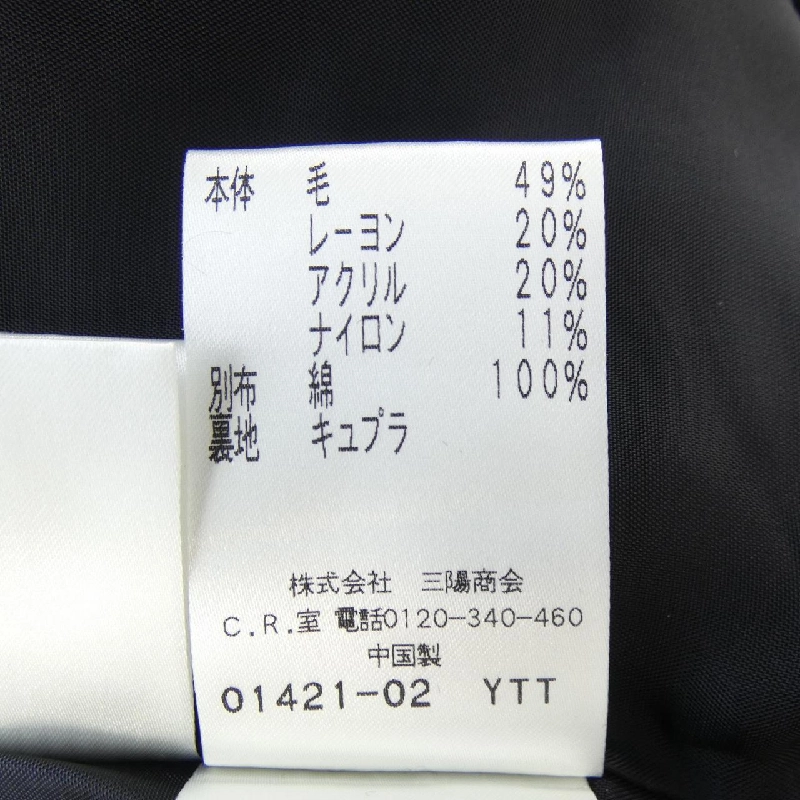 本体 毛 49%
レーヨン 20%
アクリル 20%
ナイロン 11%
別布 綿 100%
裏地 キュプラ
株式会社 三陽商会
C.R.室 電話0120-340-460
中国製
01421-02 YTT